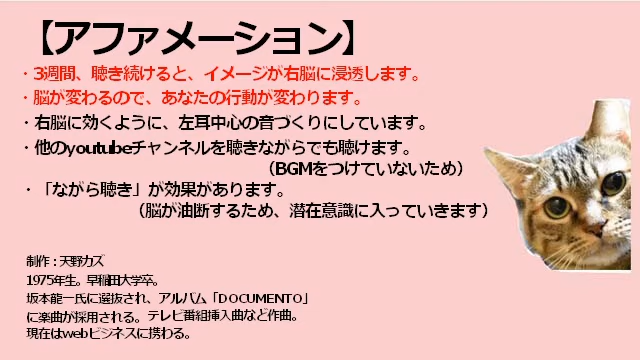 【アファメーション】
・3週間、聴き続けると、イメージが右脳に浸透します。
・脳が変わるので、あなたの行動が変わります。
・右脳に効くように、左耳中心の音づくりにしています。
・他のyoutubeチャンネルを聴きながらでも聴けます。
（BGMをつけていないため）
・「ながら聴き」が効果があります。
（脳が油断するため、潜在意識に入っていきます）
制作：天野カズ
1975年生。早稲田大学卒。
坂本龍一氏に選抜され、アルバム「DOCUMENTO」
に楽曲が採用される。テレビ番組挿入曲など作曲。
現在はwebビジネスに携わる。